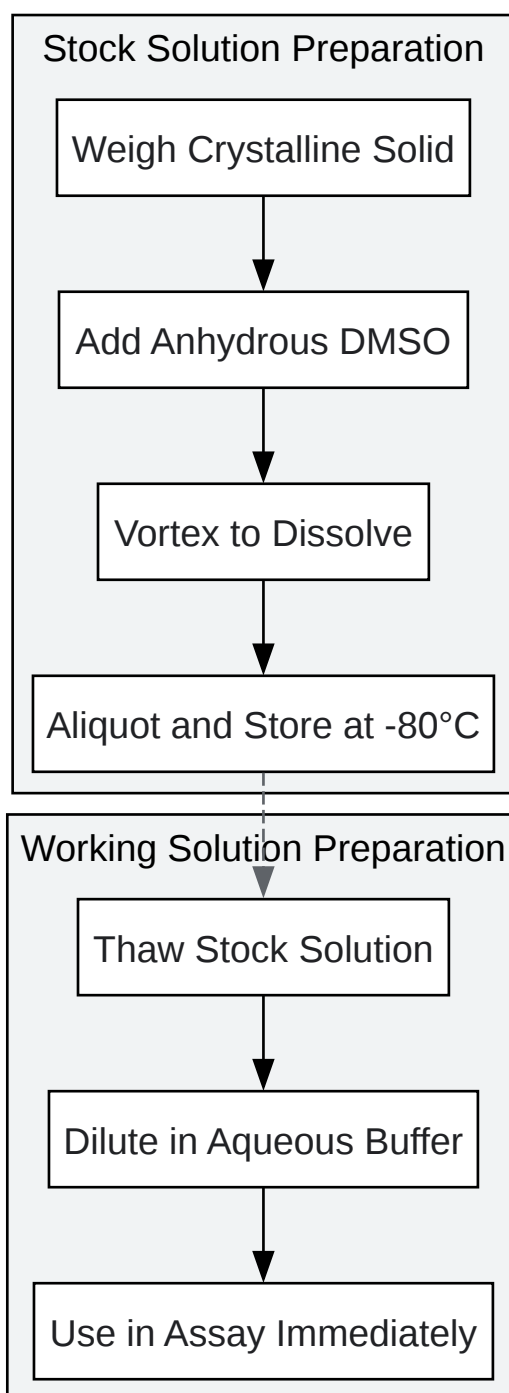 Stock Solution Preparation
Weigh Crystalline Solid
Add Anhydrous DMSO
Vortex to Dissolve
Aliquot and Store at -80°C
Working Solution Preparation
Thaw Stock Solution
Dilute in Aqueous Buffer
Use in Assay Immediately